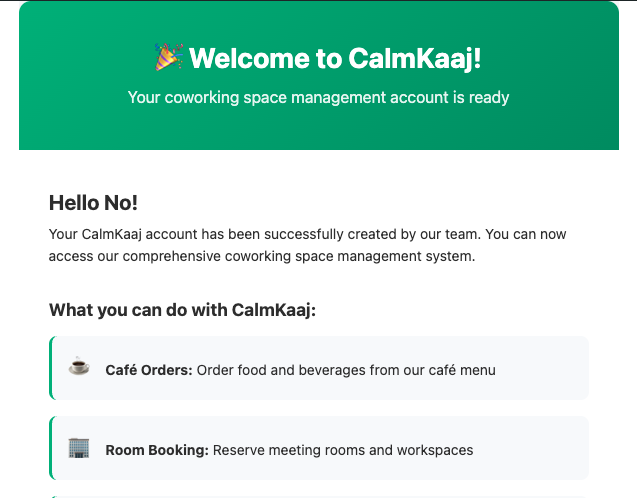 🎉 Welcome to CalmKaaj!
Your coworking space management account is ready
Hello No!
Your CalmKaaj account has been successfully created by our team. You can now
access our comprehensive coworking space management system.
What you can do with CalmKaaj:
☕ Café Orders: Order food and beverages from our café menu
🏢 Room Booking: Reserve meeting rooms and workspaces